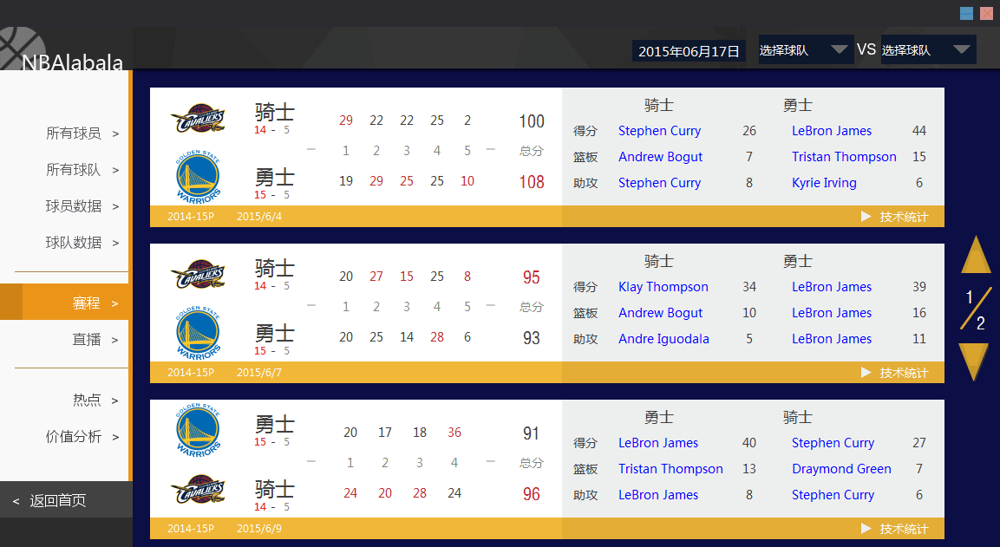 NBAlabala
2015年06月17日 选择球队 VS 选择球队
所有球员 >
所有球队 >
球员数据 >
球队数据 >
赛程 >
直播 >
热点 >
价值分析 >
< 返回首页
CAVALIERS 骑士 29 22 22 25 2 100
14 - 5
— 1 2 3 4 5 — 总分
GOLDEN STATE WARRIORS 勇士 19 29 25 25 10 108
15 - 5
骑士 勇士
得分 Stephen Curry 26 LeBron James 44
篮板 Andrew Bogut 7 Tristan Thompson 15
助攻 Stephen Curry 8 Kyrie Irving 6
2014-15P 2015/6/4 技术统计
CAVALIERS 骑士 20 27 15 25 8 95
14 - 5
— 1 2 3 4 5 — 总分
GOLDEN STATE WARRIORS 勇士 20 25 14 28 6 93
15 - 5
骑士 勇士
得分 Klay Thompson 34 LeBron James 39
篮板 Andrew Bogut 10 LeBron James 16
助攻 Andre Iguodala 5 LeBron James 11
2014-15P 2015/6/7 技术统计
GOLDEN STATE WARRIORS 勇士 20 17 18 36 91
15 - 5
— 1 2 3 4 — 总分
CAVALIERS 骑士 24 20 28 24 96
14 - 5
勇士 骑士
得分 LeBron James 40 Stephen Curry 27
篮板 Tristan Thompson 13 Draymond Green 7
助攻 LeBron James 8 Stephen Curry 6
2014-15P 2015/6/9 技术统计
1/2